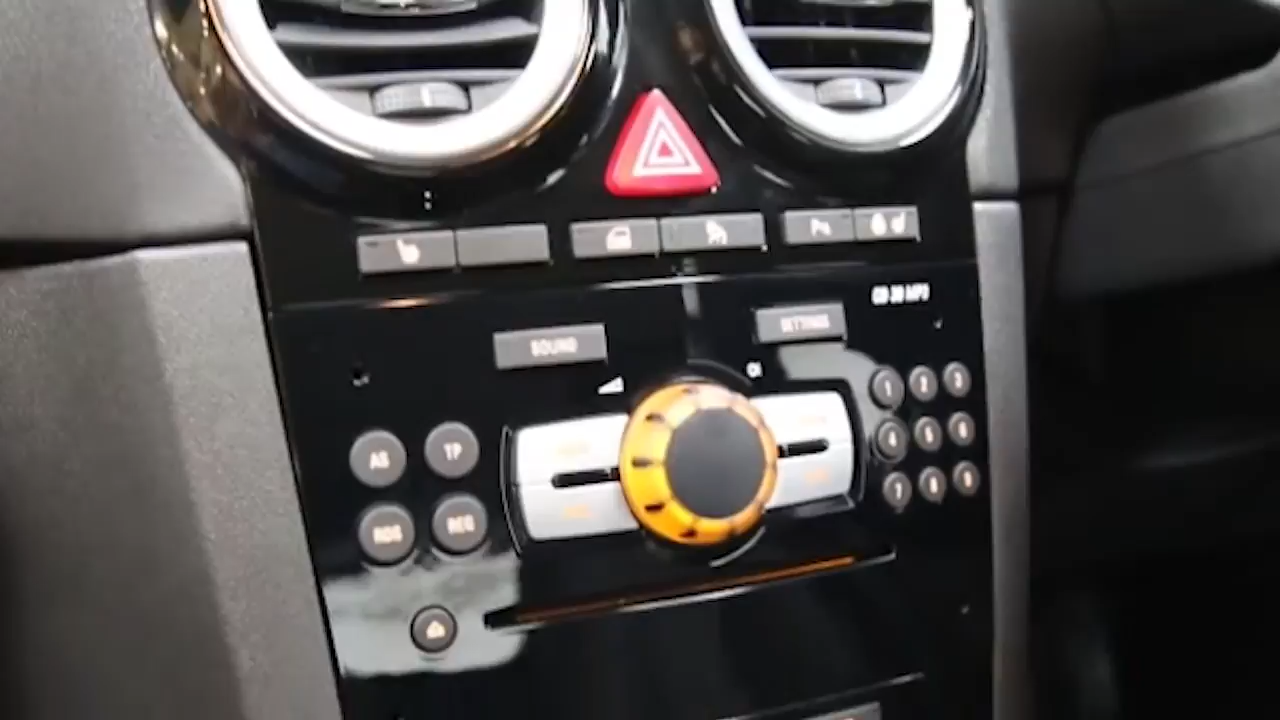 CD 30 MP3
SOUND
SETTINGS
1 2 3
AS TP
4 5 6
RDS REG
7 8 9